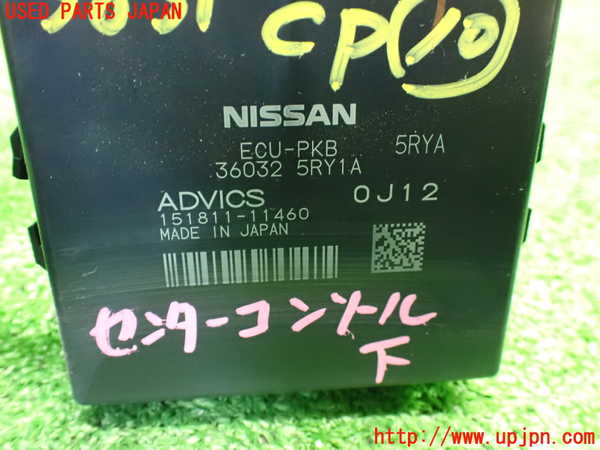 USED PARTS JAPAN
CP(10)
NISSAN
ECU-PKB 5RYA
36032 5RY1A
ADVICS 0J12
151811-11460
MADE IN JAPAN
センターコンソール
下
http://www.upjpn.com/